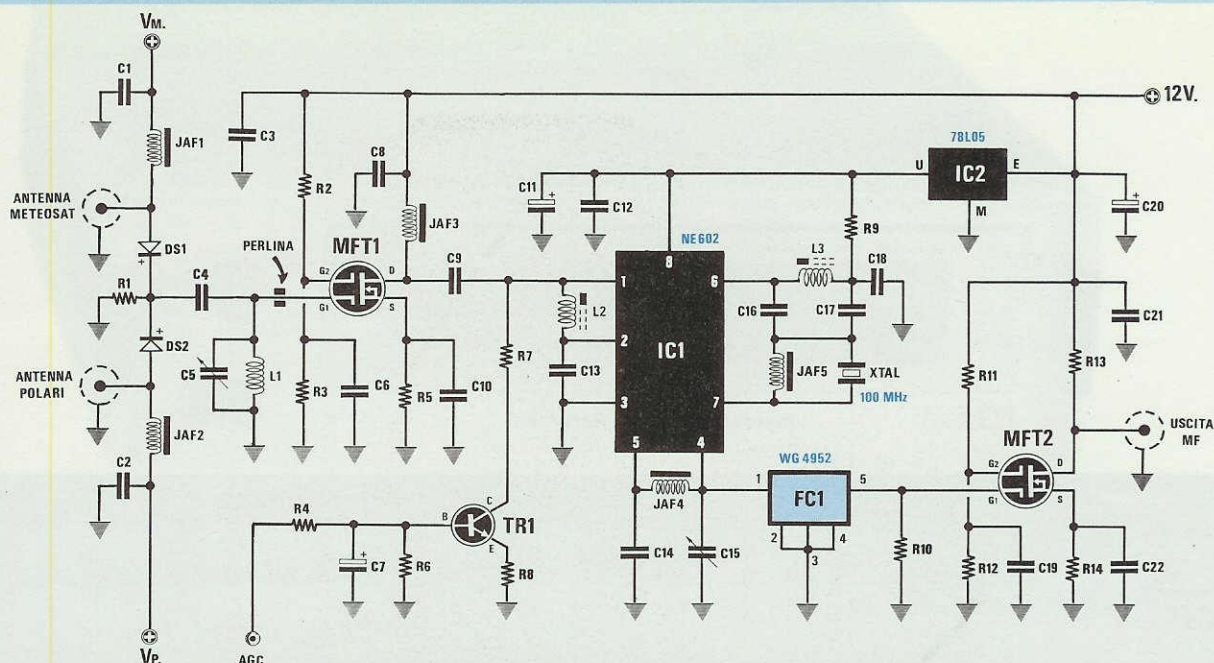 VM.
C1
JAF1
ANTENNA
METEOSAT
DS1
+
R1
DS2
+
ANTENNA
POLARI
JAF2
C2
VP.
C3
C4
PERLINA
C5
L1
R2
R3
MFT1
G2
G1
D
S
C6
C8
JAF3
R5
C10
C9
R4
AGC
C7
+
R6
B
C
E
TR1
R7
R8
L2
C13
C11
+
C12
NE602
IC1
1
2
3
5
4
8
6
7
L3
R9
C18
C16
C17
JAF5
XTAL
100 MHz
C14
JAF4
C15
WG 4952
FC1
1
5
2
3
4
R10
78L05
IC2
U
E
M
12V.
C20
+
C21
R11
R13
MFT2
G2
G1
D
S
USCITA
MF
R12
C19
R14
C22